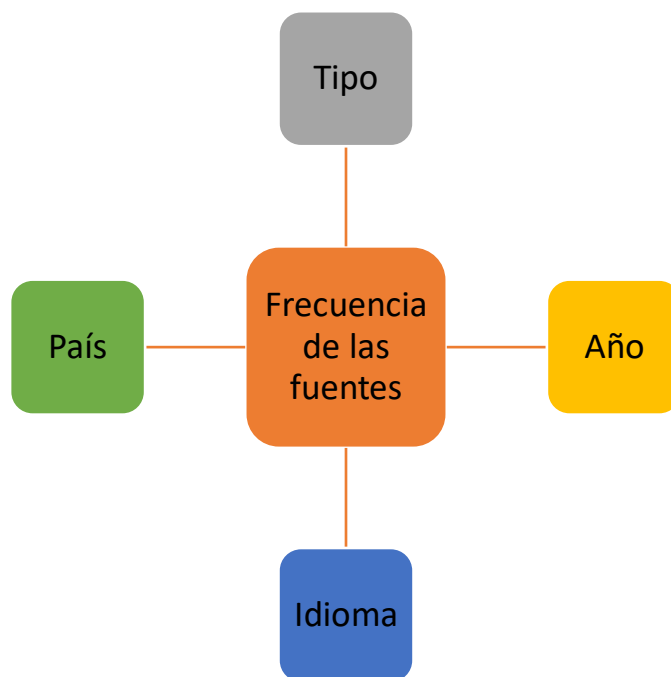 Tipo
País
Frecuencia
de las
fuentes
Año
Idioma